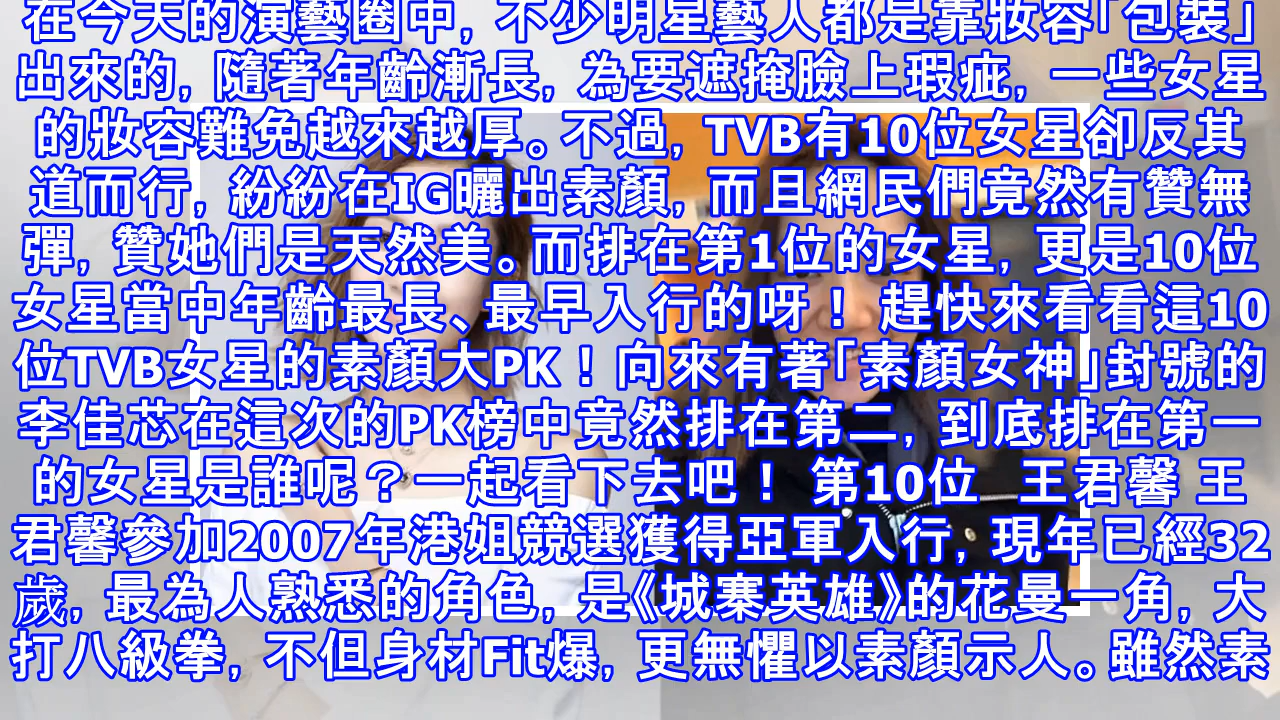 在今天的演藝圈中, 不少明星藝人都是靠妝容「包裝」
出來的, 隨著年齡漸長, 為要遮掩臉上瑕疵, 一些女星
的妝容難免越來越厚。不過, TVB有10位女星卻反其
道而行, 紛紛在IG曬出素顏, 而且網民們竟然有贊無
彈, 贊她們是天然美。而排在第1位的女星, 更是10位
女星當中年齡最長、最早入行的呀！ 趕快來看看這10
位TVB女星的素顏大PK！向來有著「素顏女神」封號的
李佳芯在這次的PK榜中竟然排在第二, 到底排在第一
的女星是誰呢？一起看下去吧！ 第10位 王君馨 王
君馨參加2007年港姐競選獲得亞軍入行, 現年已經32
歲, 最為人熟悉的角色, 是《城寨英雄》的花曼一角, 大
打八級拳, 不但身材Fit爆, 更無懼以素顏示人。雖然素